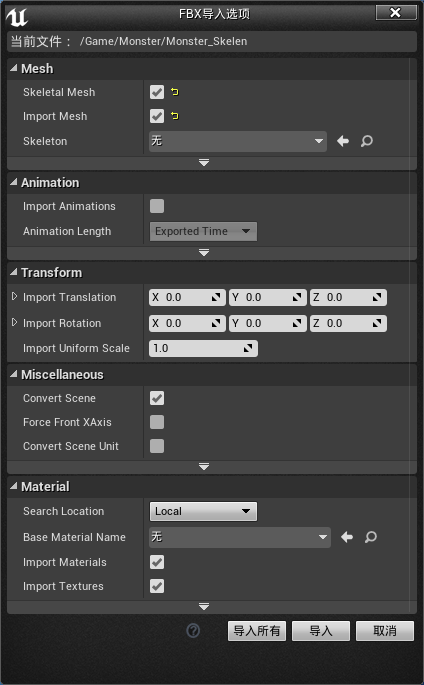 FBX导入选项
当前文件： /Game/Monster/Monster_Skelen
Mesh
Skeletal Mesh
Import Mesh
Skeleton 无
Animation
Import Animations
Animation Length Exported Time
Transform
Import Translation X 0.0 Y 0.0 Z 0.0
Import Rotation X 0.0 Y 0.0 Z 0.0
Import Uniform Scale 1.0
Miscellaneous
Convert Scene
Force Front XAxis
Convert Scene Unit
Material
Search Location Local
Base Material Name 无
Import Materials
Import Textures
? 导入所有 导入 取消